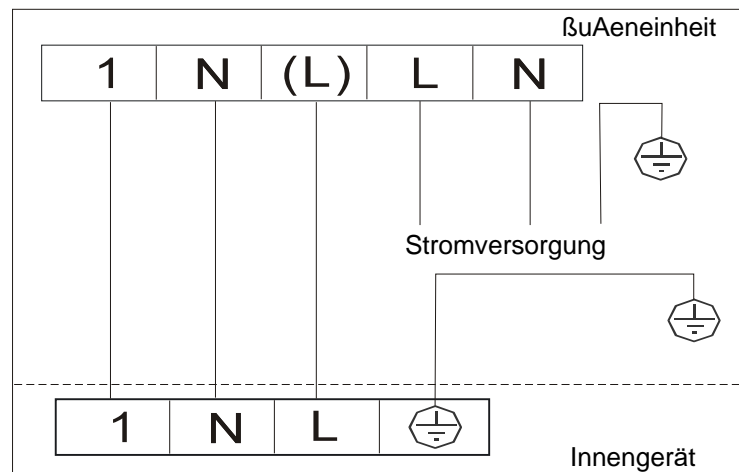 ßuAeneinheit
1 N (L) L N
Stromversorgung
1 N L
Innengerät